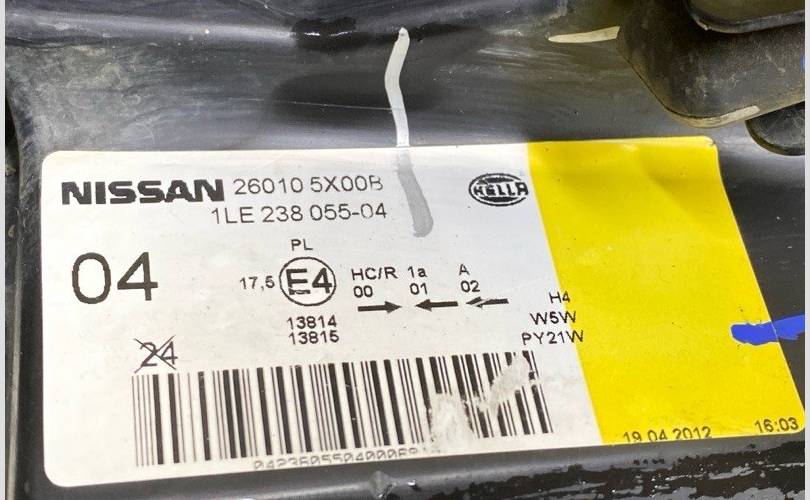 NISSAN 26010 5X00B
1LE 238 055-04
HELLA
04
PL
17,5 E4
HC/R 1a A
00 01 02
13814
13815
24
H4
W5W
PY21W
19.04.2012 16:03